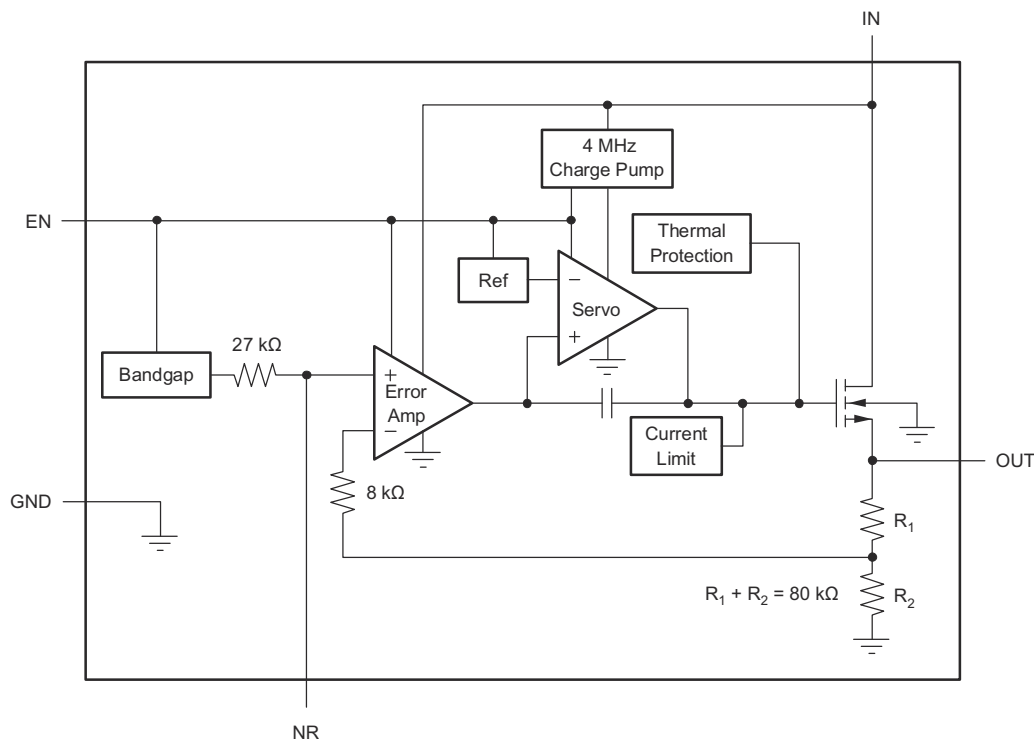 IN
4 MHz
Charge Pump
EN
Thermal
Protection
Ref
−
Servo
+
27 kΩ
Bandgap
+
Error
Amp
−
Current
Limit
OUT
8 kΩ
GND
R₁
R₁ + R₂ = 80 kΩ
R₂
NR